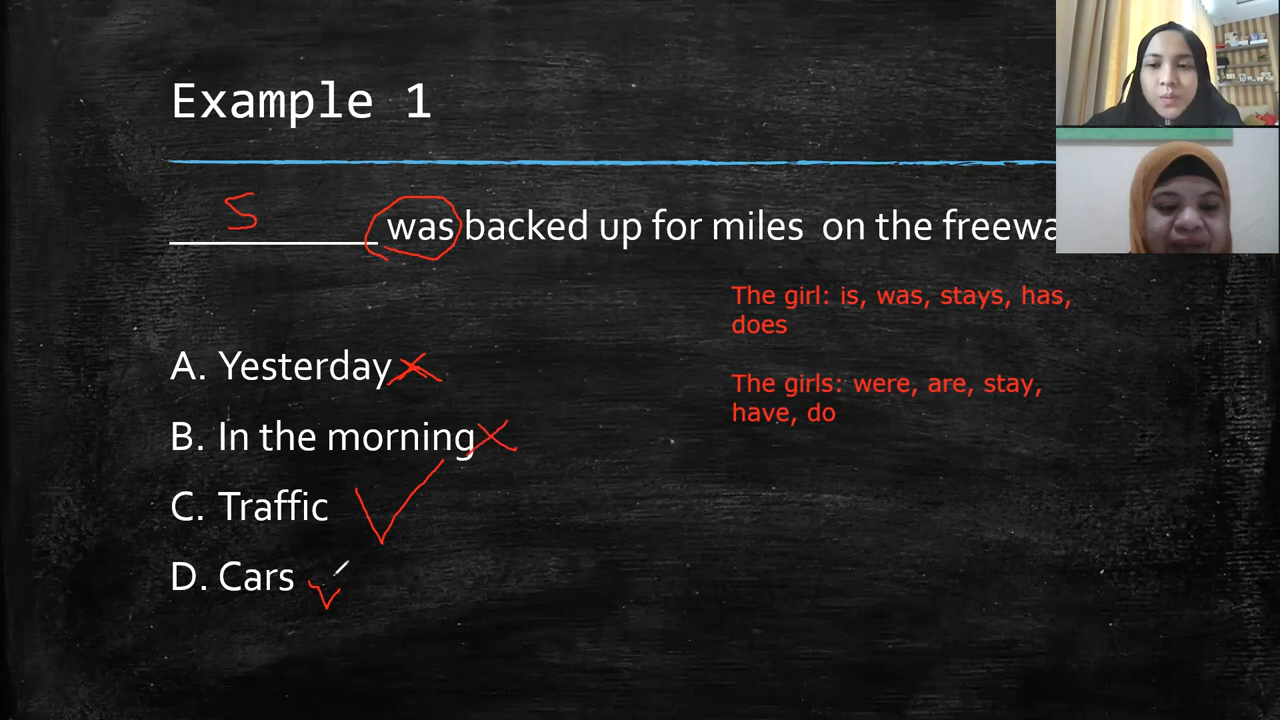 Example 1
S
was backed up for miles on the freewa
The girl: is, was, stays, has,
does
A. Yesterday
The girls: were, are, stay,
have, do
B. In the morning
C. Traffic
D. Cars